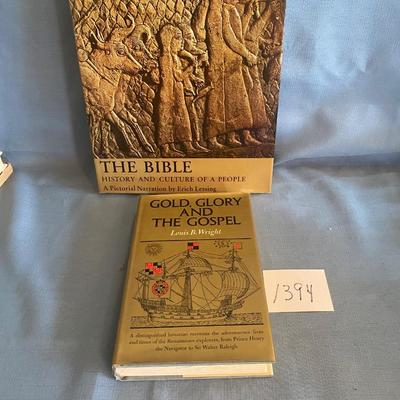 THE BIBLE
HISTORY AND CULTURE OF A PEOPLE
A Pictorial Narration by Erich Lessing
GOLD, GLORY
AND
THE GOSPEL
Louis B. Wright
A distinguished historian recreates the adventurous lives
and times of the Renaissance explorers, from Prince Henry
the Navigator to Sir Walter Raleigh
1394